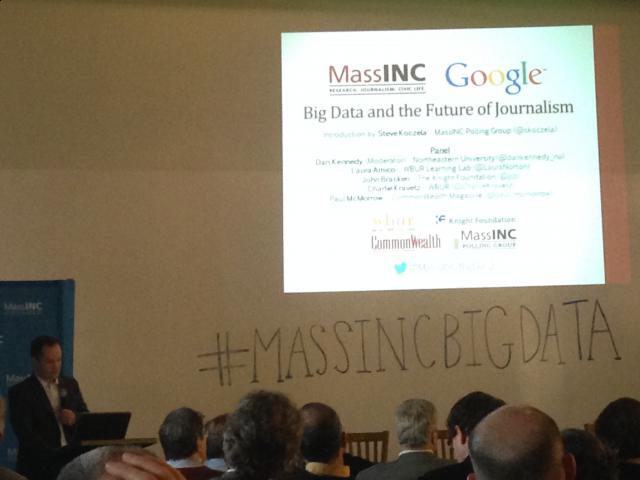 MassINC Google
RESEARCH. JOURNALISM. CIVIC LIFE.
Big Data and the Future of Journalism
Introduction by Steve Koczela MassINC Polling Group (@skoczela)
Panel
Dan Kennedy (Moderator) Northeastern University (@dankennedy_nu)
Laura Amico WBUR Learning Lab (@LauraNorton)
John Bracken The Knight Foundation
Charlie Kravetz WBUR
Paul McMorrow CommonWealth Magazine
wbur Knight Foundation
CommonWealth MassINC
POLLING GROUP
#MASSINCBIGDATA
MassINC